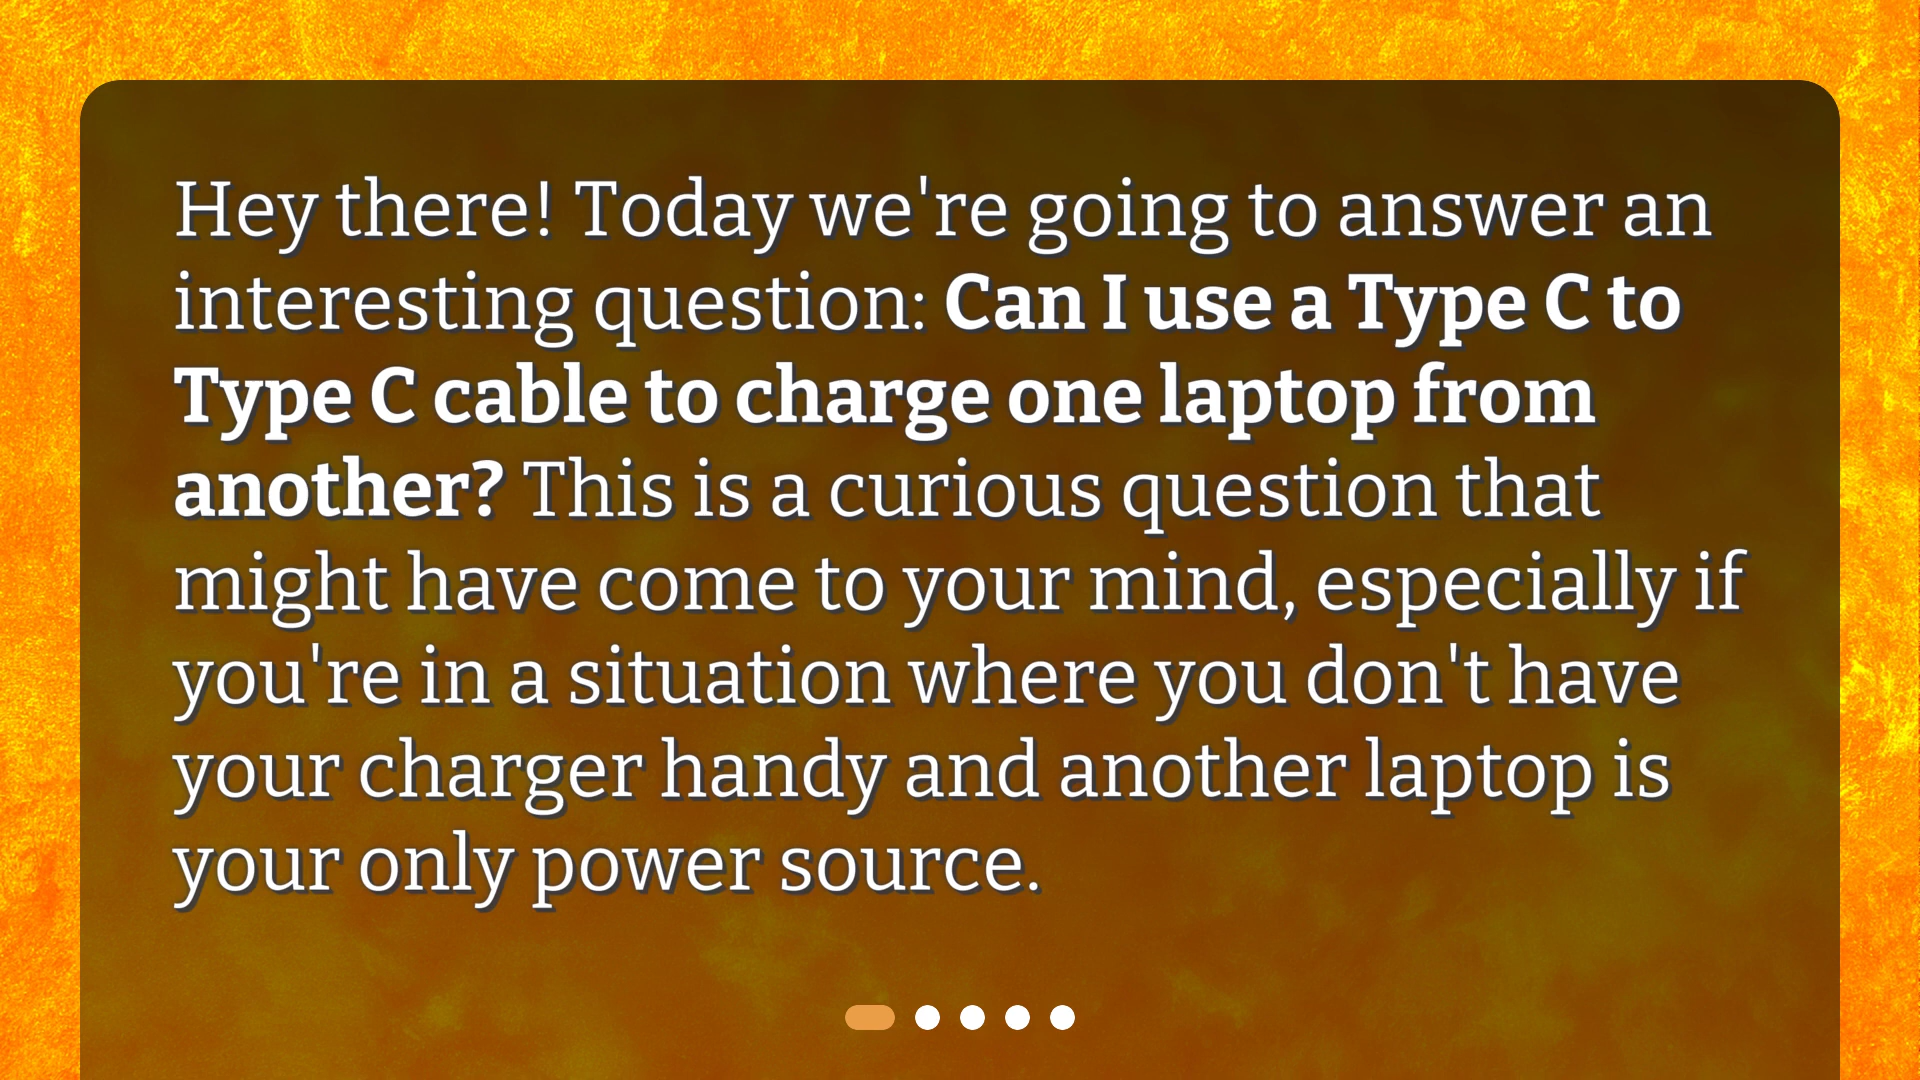 Hey there! Today we're going to answer an
interesting question: Can I use a Type C to
Type C cable to charge one laptop from
another? This is a curious question that
might have come to your mind, especially if
you're in a situation where you don't have
your charger handy and another laptop is
your only power source.